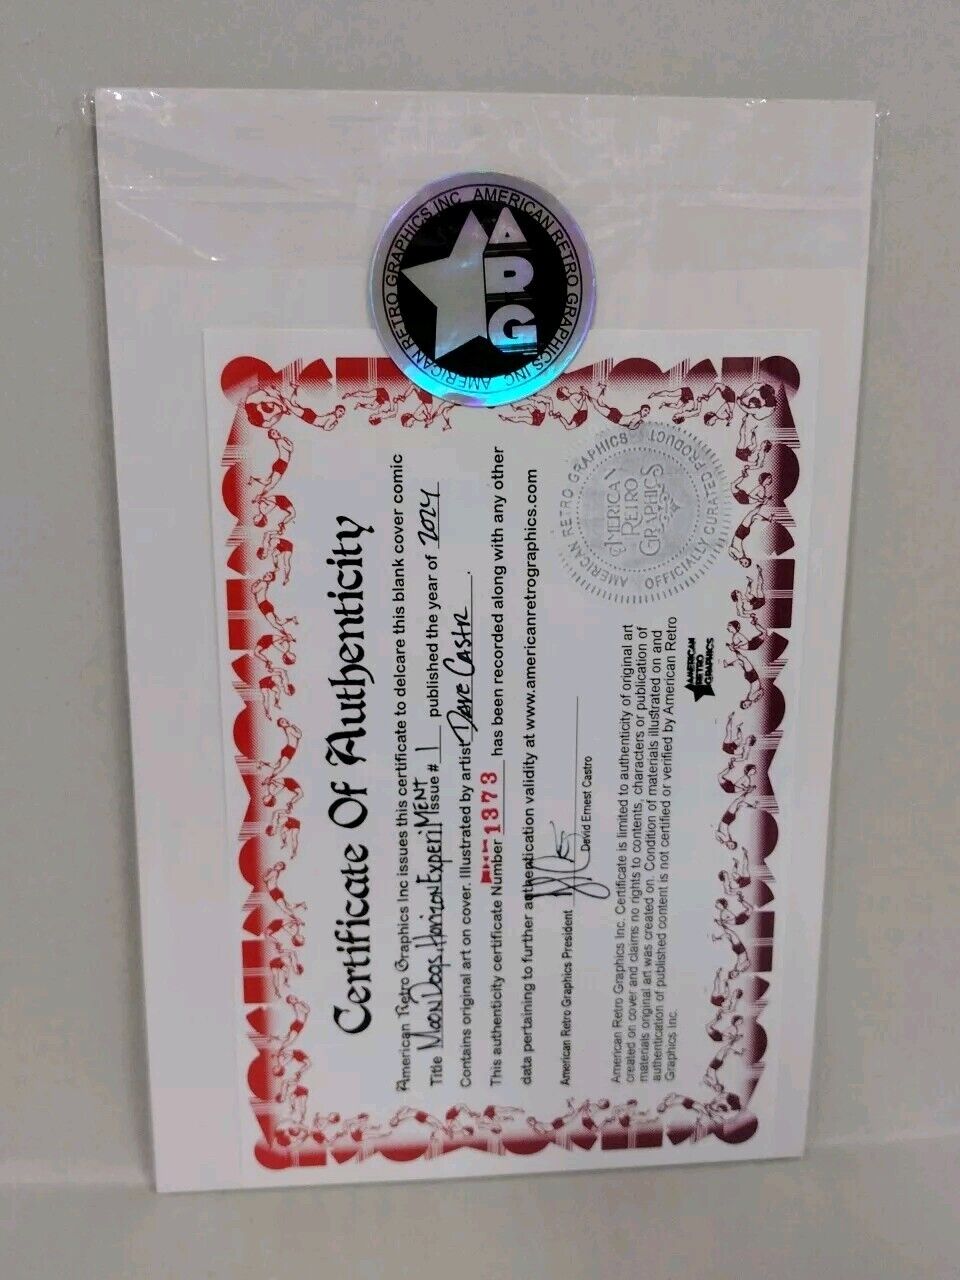 AMERICAN RETRO GRAPHICS INC. AMERICAN RETRO GRAPHICS INC.
ARG
Certificate Of Authenticity
American Retro Graphics Inc issues this certificate to delcare this blank cover comic
Title MoonDogs, Horizon ExperiMENT Issue # 1 published the year of 2024
Contains original art on cover. Illustrated by artist Dave Castr.
This authenticity certificate Number 1373 has been recorded along with any other
data pertaining to further authentication validity at www.americanretrographics.com
American Retro Graphics President
David Ernest Castro
American Retro Graphics Inc. Certificate is limited to authenticity of original art
created on cover and claims no rights to contents, characters or publication of
materials original art was created on. Condition of materials illustrated on and
authentication of published content is not certified or verified by American Retro
Graphics Inc.
AMERICAN RETRO GRAPHICS OFFICIALLY CURATED PRODUCT
AMERICAN
RETRO
GRAPHICS
AMERICAN
RETRO
GRAPHICS